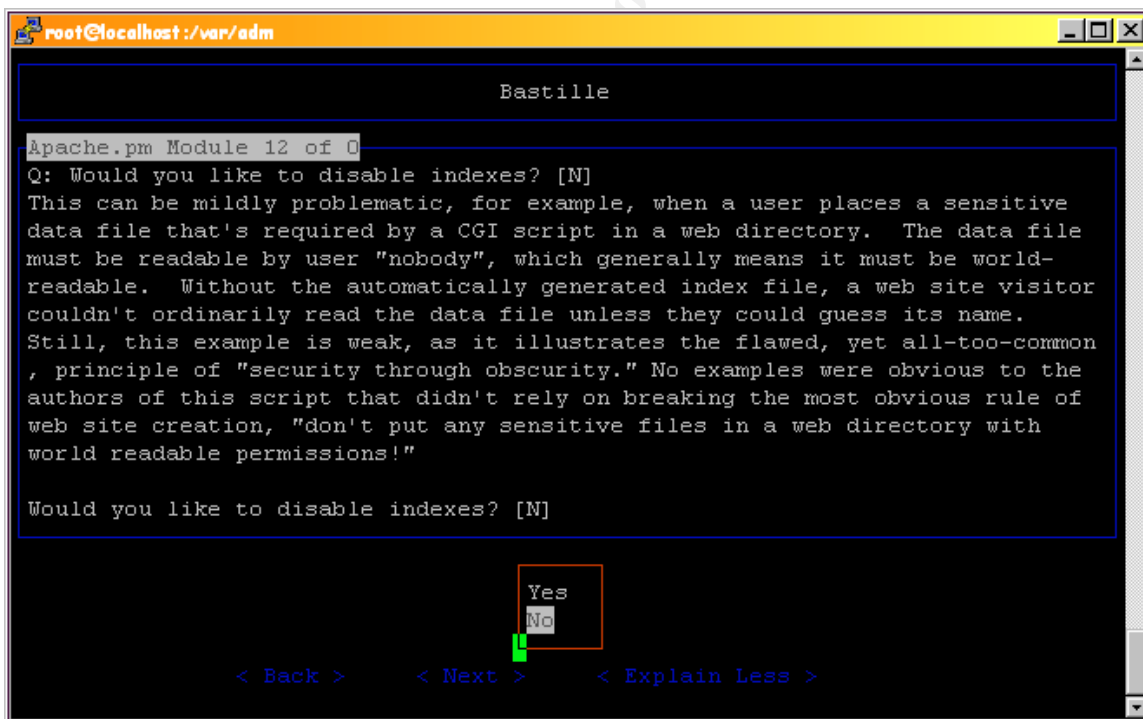 root@localhost:/var/adm
Bastille
Apache.pm Module 12 of O
Q: Would you like to disable indexes? [N]
This can be mildly problematic, for example, when a user places a sensitive
data file that's required by a CGI script in a web directory.  The data file
must be readable by user "nobody", which generally means it must be world-
readable.  Without the automatically generated index file, a web site visitor
couldn't ordinarily read the data file unless they could guess its name.
Still, this example is weak, as it illustrates the flawed, yet all-too-common
, principle of "security through obscurity." No examples were obvious to the
authors of this script that didn't rely on breaking the most obvious rule of
web site creation, "don't put any sensitive files in a web directory with
world readable permissions!"
Would you like to disable indexes? [N]
Yes
No
< Back > < Next > < Explain Less >